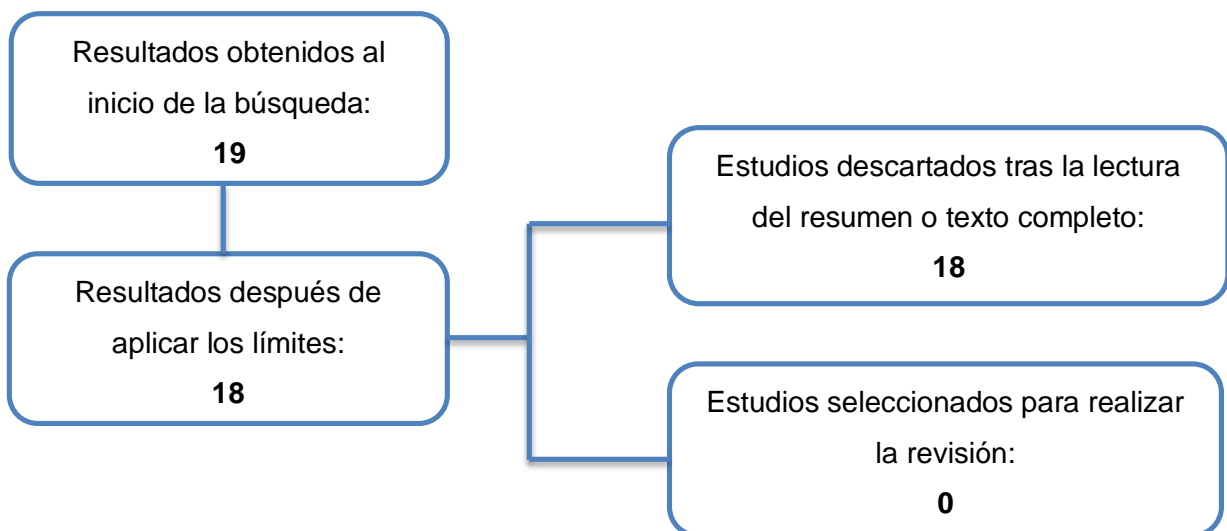 Resultados obtenidos al
inicio de la búsqueda:
19
Resultados después de
aplicar los límites:
18
Estudios descartados tras la lectura
del resumen o texto completo:
18
Estudios seleccionados para realizar
la revisión:
0